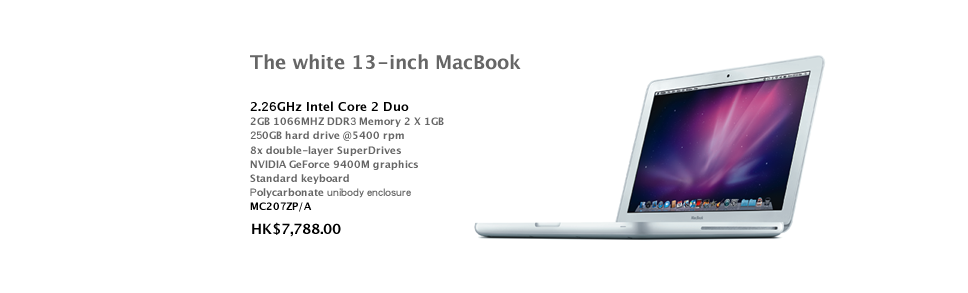 The white 13-inch MacBook
2.26GHz Intel Core 2 Duo
2GB 1066MHZ DDR3 Memory 2 X 1GB
250GB hard drive @5400 rpm
8x double-layer SuperDrives
NVIDIA GeForce 9400M graphics
Standard keyboard
Polycarbonate unibody enclosure
MC207ZP/A
HK$7,788.00
MacBook